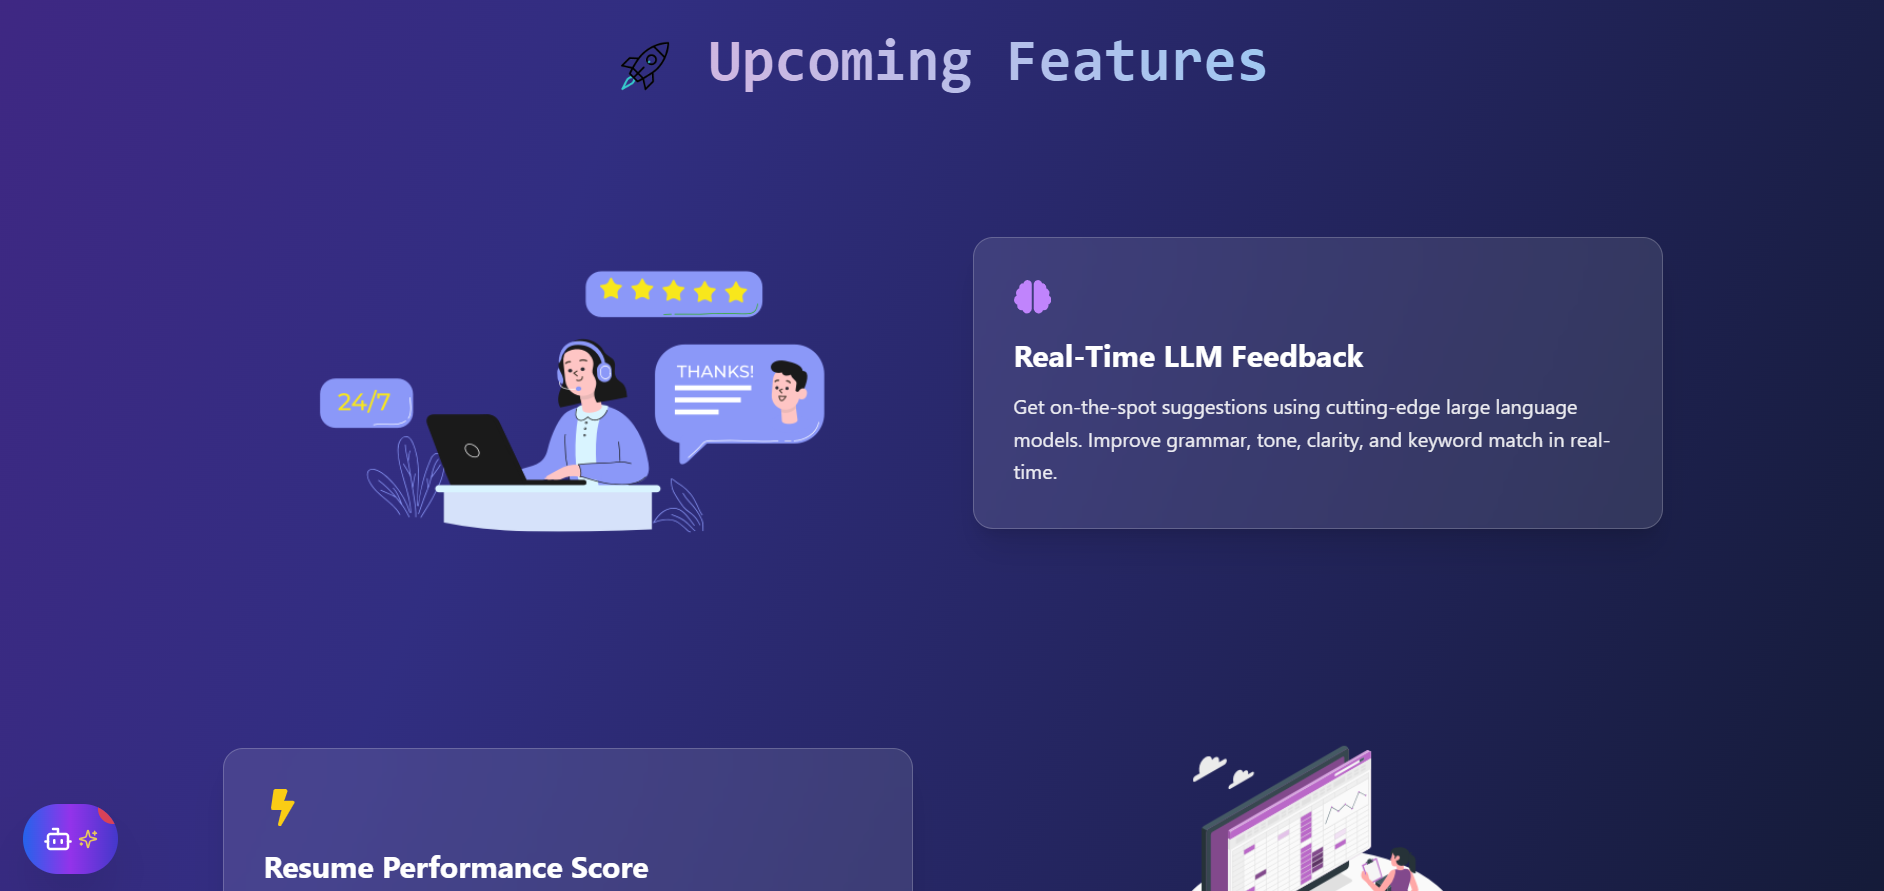 Upcoming Features
24/7
THANKS!
Real-Time LLM Feedback
Get on-the-spot suggestions using cutting-edge large language
models. Improve grammar, tone, clarity, and keyword match in real-
time.
Resume Performance Score